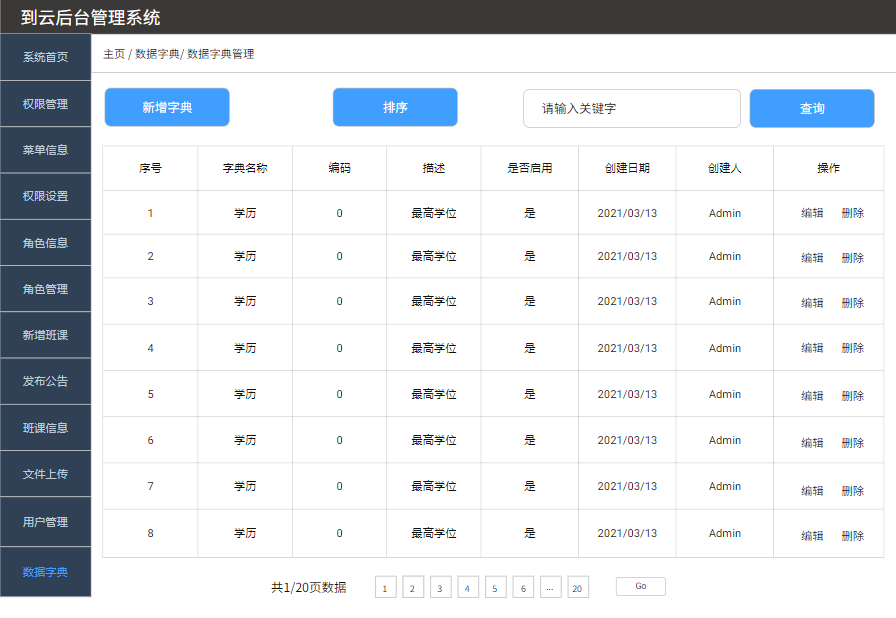 到云后台管理系统
系统首页
权限管理
菜单信息
权限设置
角色信息
角色管理
新增班课
发布公告
班课信息
文件上传
用户管理
数据字典
主页 / 数据字典/ 数据字典管理
新增字典 排序 请输入关键字 查询
序号 字典名称 编码 描述 是否启用 创建日期 创建人 操作
1 学历 0 最高学位 是 2021/03/13 Admin 编辑 删除
2 学历 0 最高学位 是 2021/03/13 Admin 编辑 删除
3 学历 0 最高学位 是 2021/03/13 Admin 编辑 删除
4 学历 0 最高学位 是 2021/03/13 Admin 编辑 删除
5 学历 0 最高学位 是 2021/03/13 Admin 编辑 删除
6 学历 0 最高学位 是 2021/03/13 Admin 编辑 删除
7 学历 0 最高学位 是 2021/03/13 Admin 编辑 删除
8 学历 0 最高学位 是 2021/03/13 Admin 编辑 删除
共1/20页数据 1 2 3 4 5 6 ... 20 Go